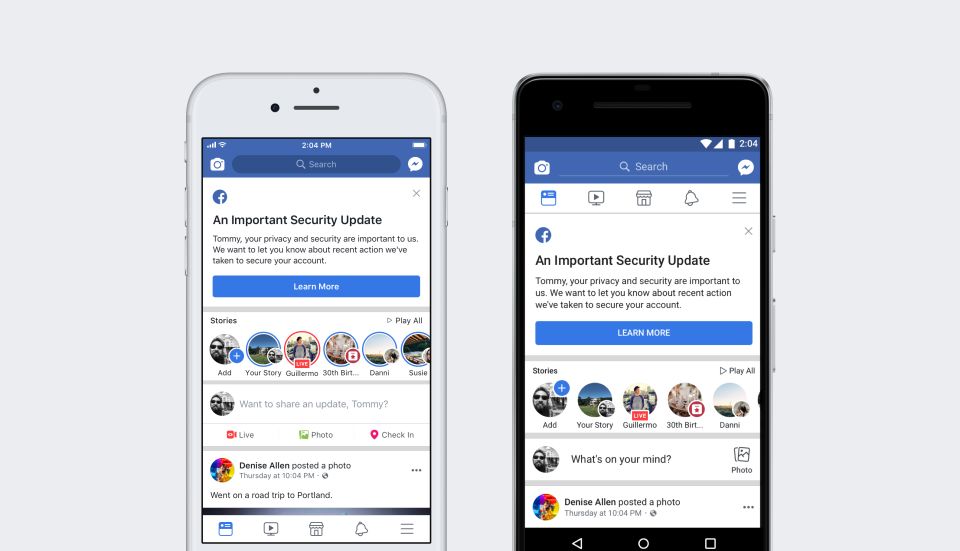 2:04 PM
Search
An Important Security Update
Tommy, your privacy and security are important to us.
We want to let you know about recent action we've
taken to secure your account.
Learn More
Stories
Play All
LIVE
Add
Your Story
Guillermo
30th Birt...
Danni
Susie
Want to share an update, Tommy?
Live
Photo
Check In
Denise Allen posted a photo
Thursday at 10:04 PM ·
Went on a road trip to Portland.
2:04
Search
An Important Security Update
Tommy, your privacy and security are important to
us. We want to let you know about recent action
we've taken to secure your account.
LEARN MORE
Stories
Play All
LIVE
Add
Your Story
Guillermo
30th Birt...
Danni
What's on your mind?
Photo
Denise Allen posted a photo
Thursday at 10:04 PM ·